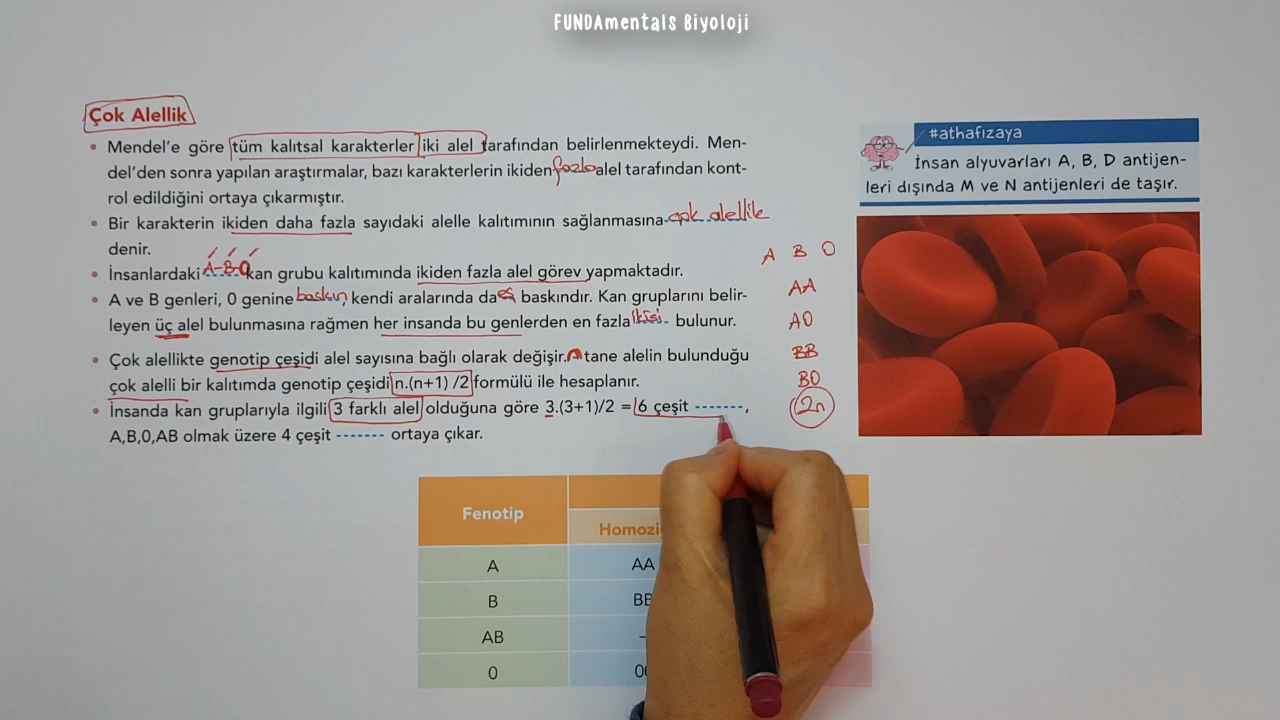 FUNDAmentals Biyoloji
Çok Alellik
• Mendel'e göre tüm kalıtsal karakterler iki alel tarafından belirlenmekteydi. Men-
del'den sonra yapılan araştırmalar, bazı karakterlerin ikiden fazla alel tarafından kont-
rol edildiğini ortaya çıkarmıştır.
• Bir karakterin ikiden daha fazla sayıdaki alelle kalıtımının sağlanmasına çok alellik
denir.
• İnsanlardaki A-B-0 kan grubu kalıtımında ikiden fazla alel görev yapmaktadır.
• A ve B genleri, 0 genine baskın, kendi aralarında da eş baskındır. Kan gruplarını belir-
leyen üç alel bulunmasına rağmen her insanda bu genlerden en fazla ikisi bulunur.
• Çok alellikte genotip çeşidi alel sayısına bağlı olarak değişir. n tane alelin bulunduğu
çok alelli bir kalıtımda genotip çeşidi n.(n+1) /2 formülü ile hesaplanır.
• İnsanda kan gruplarıyla ilgili 3 farklı alel olduğuna göre 3.(3+1)/2 = 6 çeşit -------,
A,B,0,AB olmak üzere 4 çeşit ------- ortaya çıkar.
A B 0
AA
A0
BB
B0
2n
#athafızaya
İnsan alyuvarları A, B, D antijen-
leri dışında M ve N antijenleri de taşır.
Fenotip
A
B
AB
0
AA
BB
-